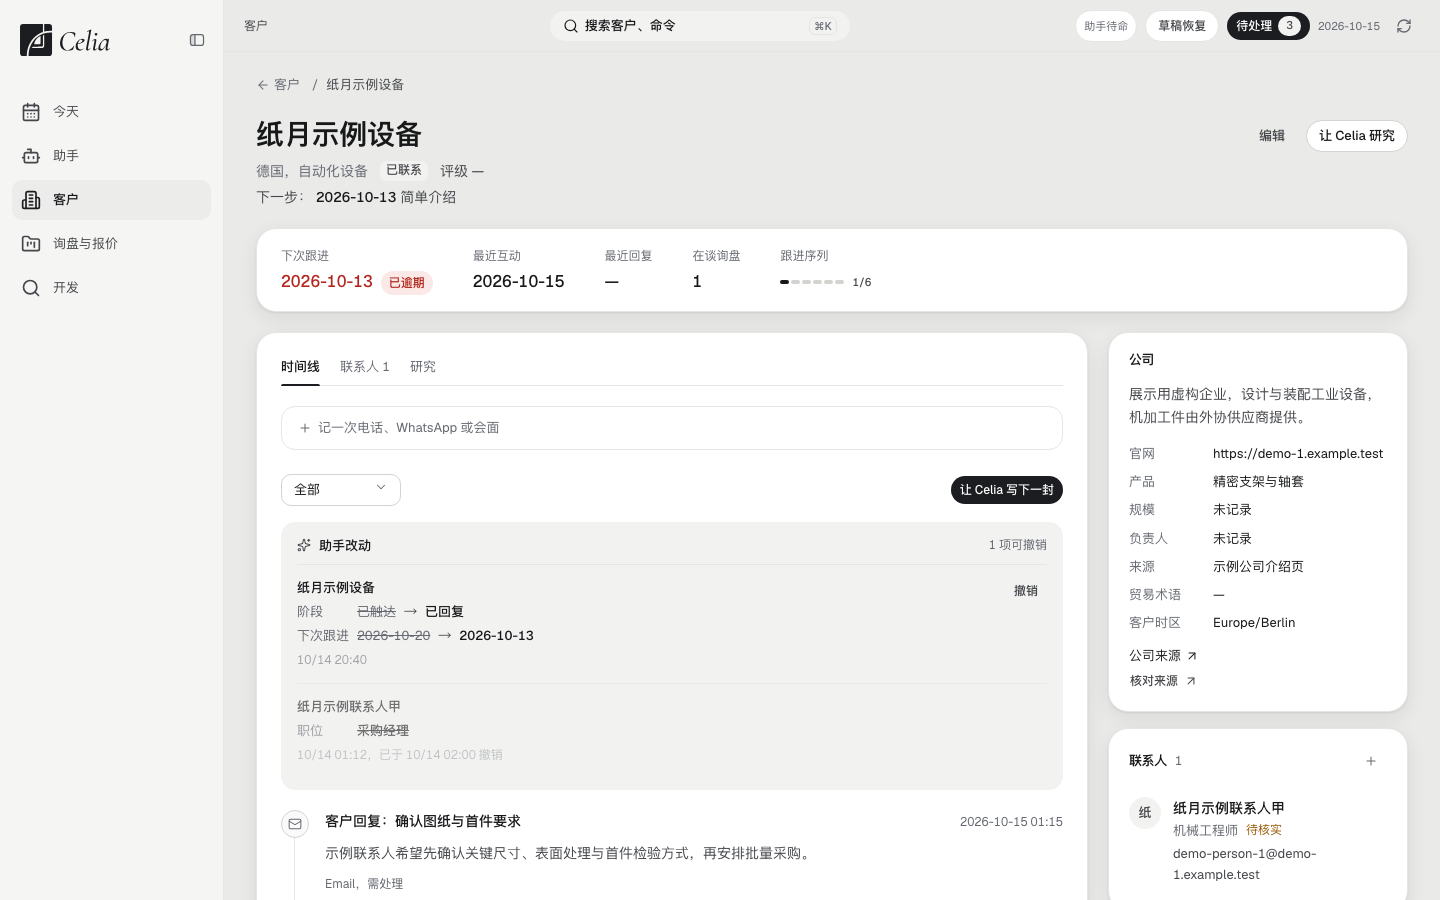 Celia
今天
助手
客户
询盘与报价
开发
客户
搜索客户、命令
⌘K
助手待命
草稿恢复
待处理 3
2026-10-15
← 客户 / 纸月示例设备
纸月示例设备
编辑
让 Celia 研究
德国，自动化设备 已联系 评级 —
下一步： 2026-10-13 简单介绍
下次跟进
2026-10-13 已逾期
最近互动
2026-10-15
最近回复
—
在谈询盘
1
跟进序列
1/6
时间线 联系人 1 研究
+ 记一次电话、WhatsApp 或会面
全部
让 Celia 写下一封
助手改动
1 项可撤销
纸月示例设备
撤销
阶段 已触达 → 已回复
下次跟进 2026-10-20 → 2026-10-13
10/14 20:40
纸月示例联系人甲
职位 采购经理
10/14 01:12，已于 10/14 02:00 撤销
客户回复：确认图纸与首件要求
2026-10-15 01:15
示例联系人希望先确认关键尺寸、表面处理与首件检验方式，再安排批量采购。
Email，需处理
公司
展示用虚构企业，设计与装配工业设备，
机加工件由外协供应商提供。
官网 https://demo-1.example.test
产品 精密支架与轴套
规模 未记录
负责人 未记录
来源 示例公司介绍页
贸易术语 —
客户时区 Europe/Berlin
公司来源 ↗
核对来源 ↗
联系人 1
+
纸
纸月示例联系人甲
机械工程师 待核实
demo-person-1@demo-
1.example.test